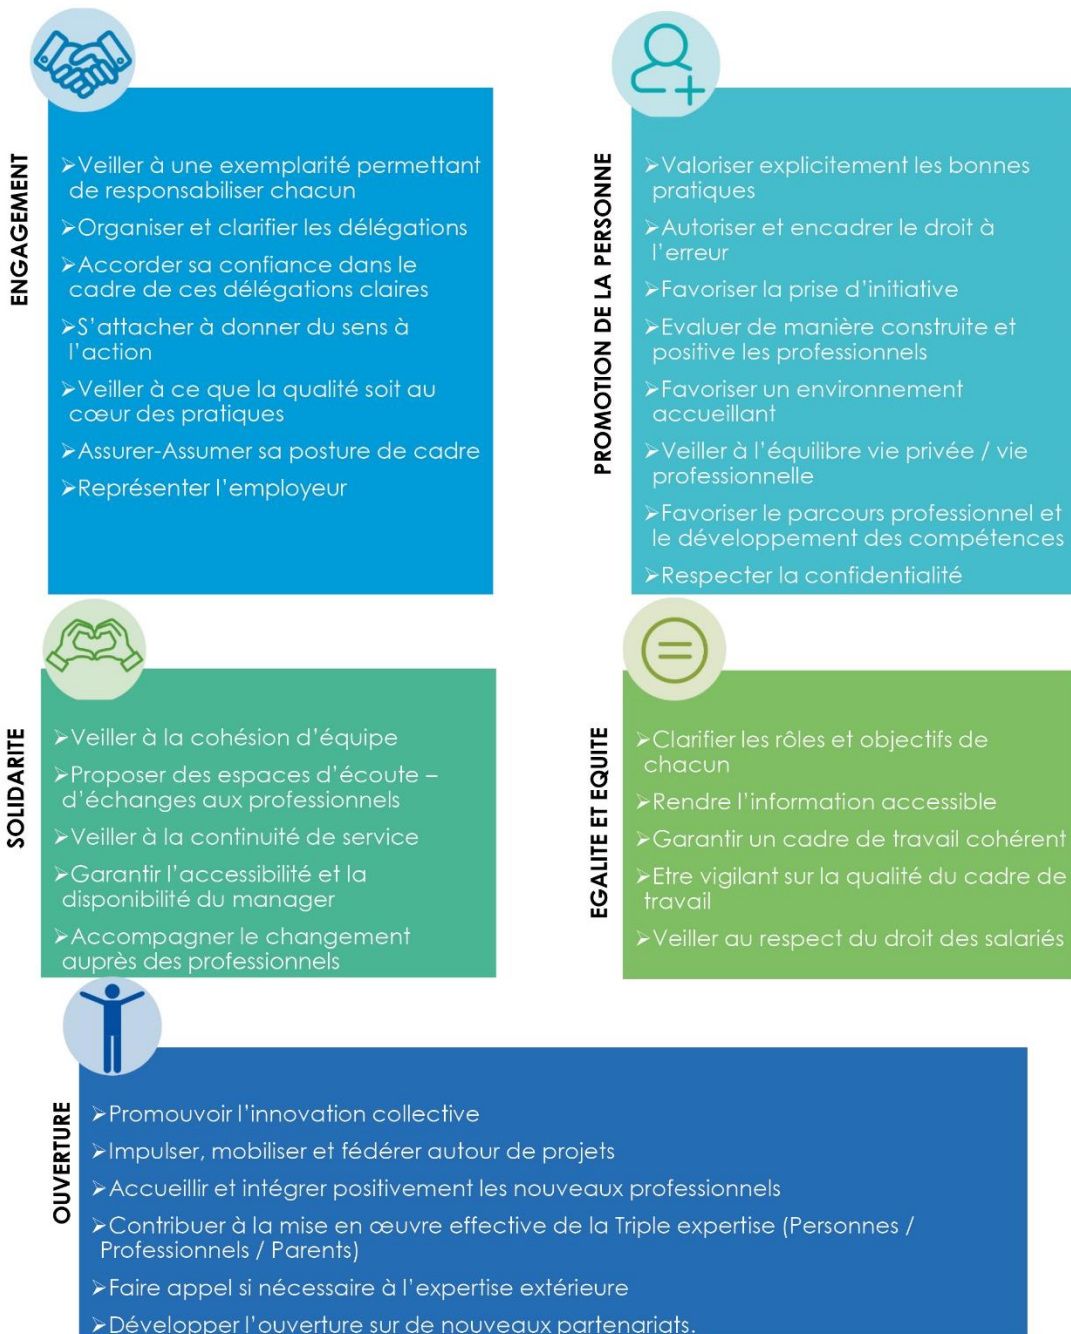 ENGAGEMENT
➢Veiller à une exemplarité permettant
de responsabiliser chacun
➢Organiser et clarifier les délégations
➢Accorder sa confiance dans le
cadre de ces délégations claires
➢S'attacher à donner du sens à
l'action
➢Veiller à ce que la qualité soit au
cœur des pratiques
➢Assurer-Assumer sa posture de cadre
➢Représenter l'employeur
PROMOTION DE LA PERSONNE
➢Valoriser explicitement les bonnes
pratiques
➢Autoriser et encadrer le droit à
l'erreur
➢Favoriser la prise d'initiative
➢Evaluer de manière construite et
positive les professionnels
➢Favoriser un environnement
accueillant
➢Veiller à l'équilibre vie privée / vie
professionnelle
➢Favoriser le parcours professionnel et
le développement des compétences
➢Respecter la confidentialité
SOLIDARITE
➢Veiller à la cohésion d'équipe
➢Proposer des espaces d'écoute –
d'échanges aux professionnels
➢Veiller à la continuité de service
➢Garantir l'accessibilité et la
disponibilité du manager
➢Accompagner le changement
auprès des professionnels
EGALITE ET EQUITE
➢Clarifier les rôles et objectifs de
chacun
➢Rendre l'information accessible
➢Garantir un cadre de travail cohérent
➢Etre vigilant sur la qualité du cadre de
travail
➢Veiller au respect du droit des salariés
OUVERTURE
➢Promouvoir l'innovation collective
➢Impulser, mobiliser et fédérer autour de projets
➢Accueillir et intégrer positivement les nouveaux professionnels
➢Contribuer à la mise en œuvre effective de la Triple expertise (Personnes /
Professionnels / Parents)
➢Faire appel si nécessaire à l'expertise extérieure
➢Développer l'ouverture sur de nouveaux partenariats.